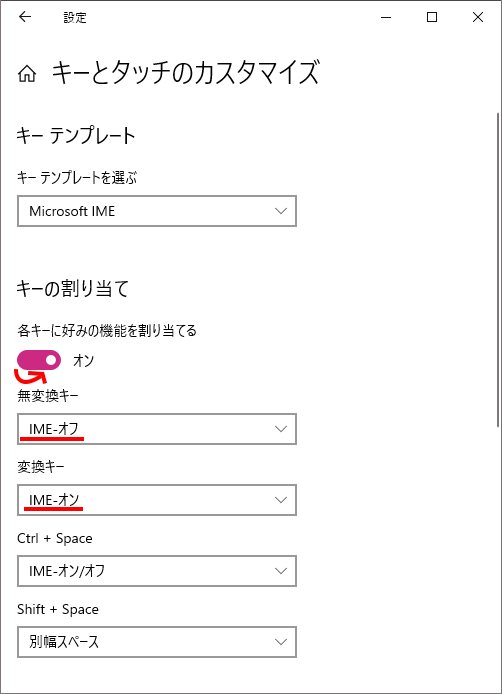 設定
キーとタッチのカスタマイズ
キー テンプレート
キー テンプレートを選ぶ
Microsoft IME
キーの割り当て
各キーに好みの機能を割り当てる
オン
無変換キー
IME-オフ
変換キー
IME-オン
Ctrl + Space
IME-オン/オフ
Shift + Space
別幅スペース